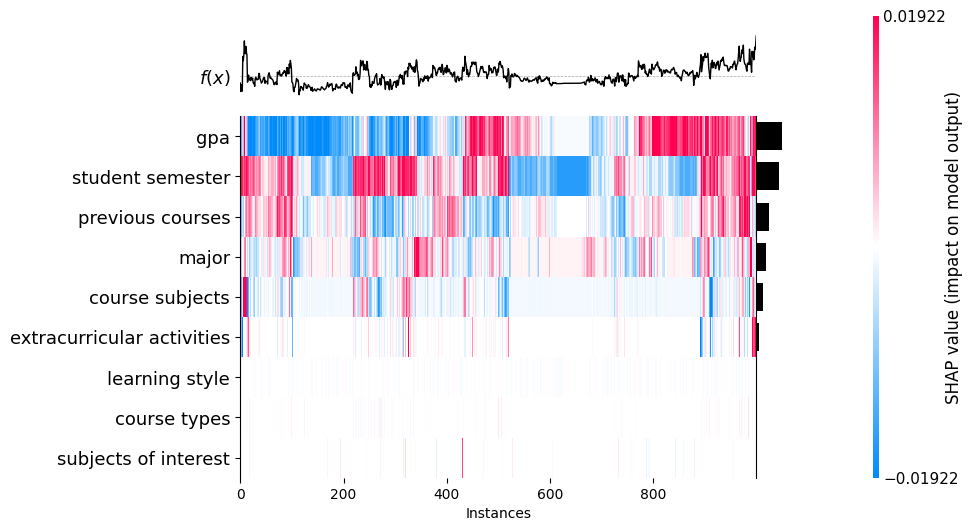 0.01922
f(x)
gpa
student semester
previous courses
major
course subjects
extracurricular activities
learning style
course types
subjects of interest
0 200 400 600 800
Instances
−0.01922
SHAP value (impact on model output)